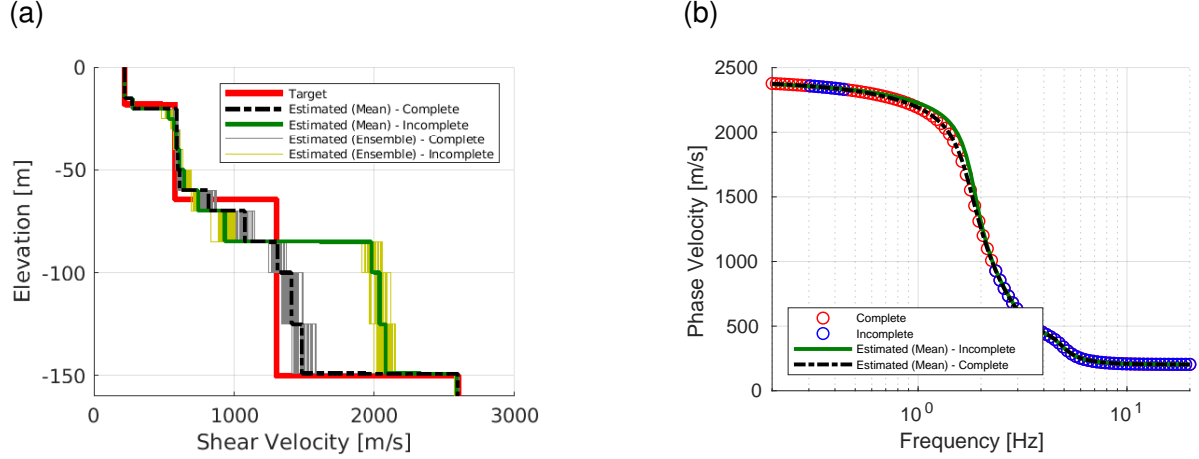 (a)
(b)
0
-50
-100
-150
Elevation [m]
0
1000
2000
3000
Shear Velocity [m/s]
Target
Estimated (Mean) - Complete
Estimated (Mean) - Incomplete
Estimated (Ensemble) - Complete
Estimated (Ensemble) - Incomplete
2500
2000
1500
1000
500
0
Phase Velocity [m/s]
10^0
10^1
Frequency [Hz]
Complete
Incomplete
Estimated (Mean) - Incomplete
Estimated (Mean) - Complete